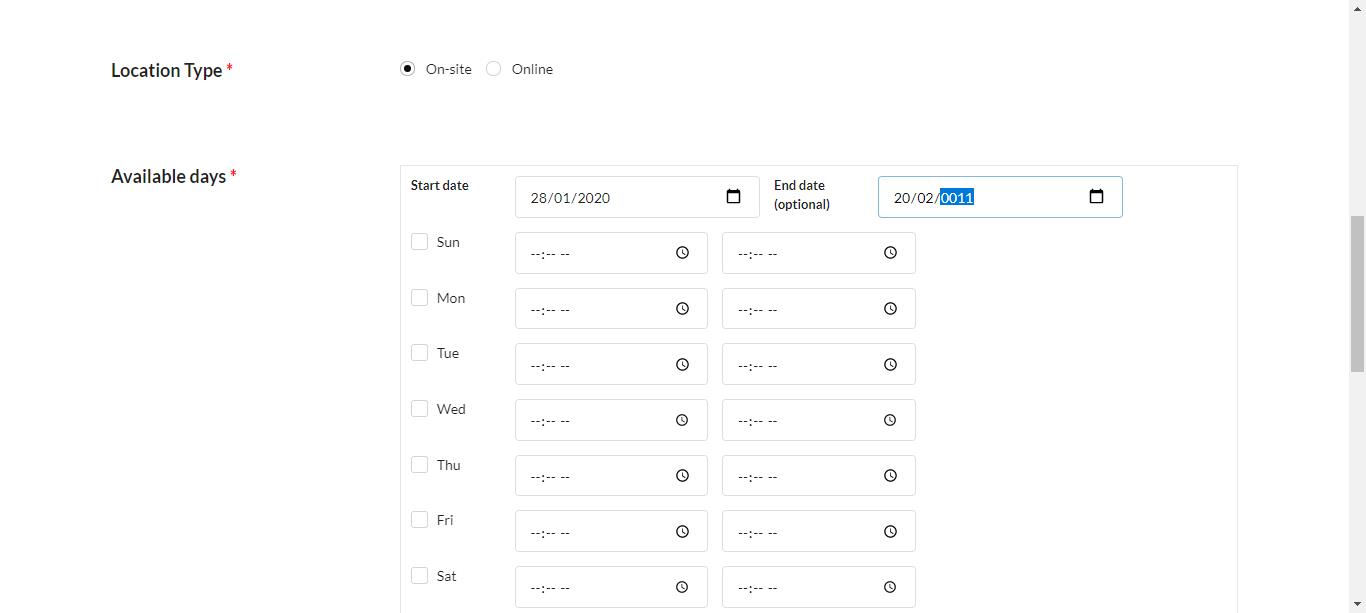 Location Type *
On-site Online
Available days *
Start date 28/01/2020 End date (optional) 20/02/0011
Sun --:-- -- --:-- --
Mon --:-- -- --:-- --
Tue --:-- -- --:-- --
Wed --:-- -- --:-- --
Thu --:-- -- --:-- --
Fri --:-- -- --:-- --
Sat --:-- -- --:-- --